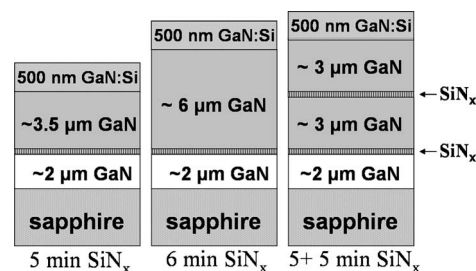 500 nm GaN:Si
~3.5 μm GaN
~2 μm GaN
sapphire
5 min SiNₓ
500 nm GaN:Si
~ 6 μm GaN
~2 μm GaN
sapphire
6 min SiNₓ
500 nm GaN:Si
~ 3 μm GaN
SiNₓ
~ 3 μm GaN
SiNₓ
~2 μm GaN
sapphire
5+ 5 min SiNₓ